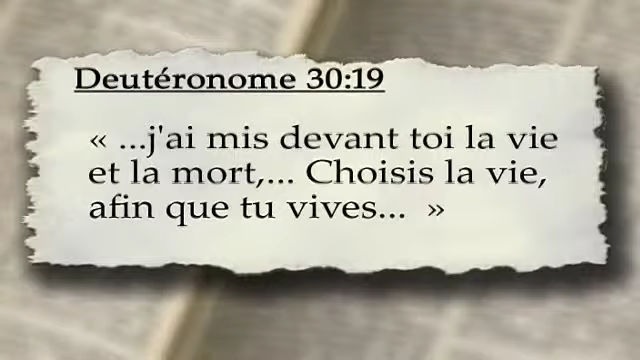 Deutéronome 30:19
« ...j'ai mis devant toi la vie
et la mort,... Choisis la vie,
afin que tu vives... »